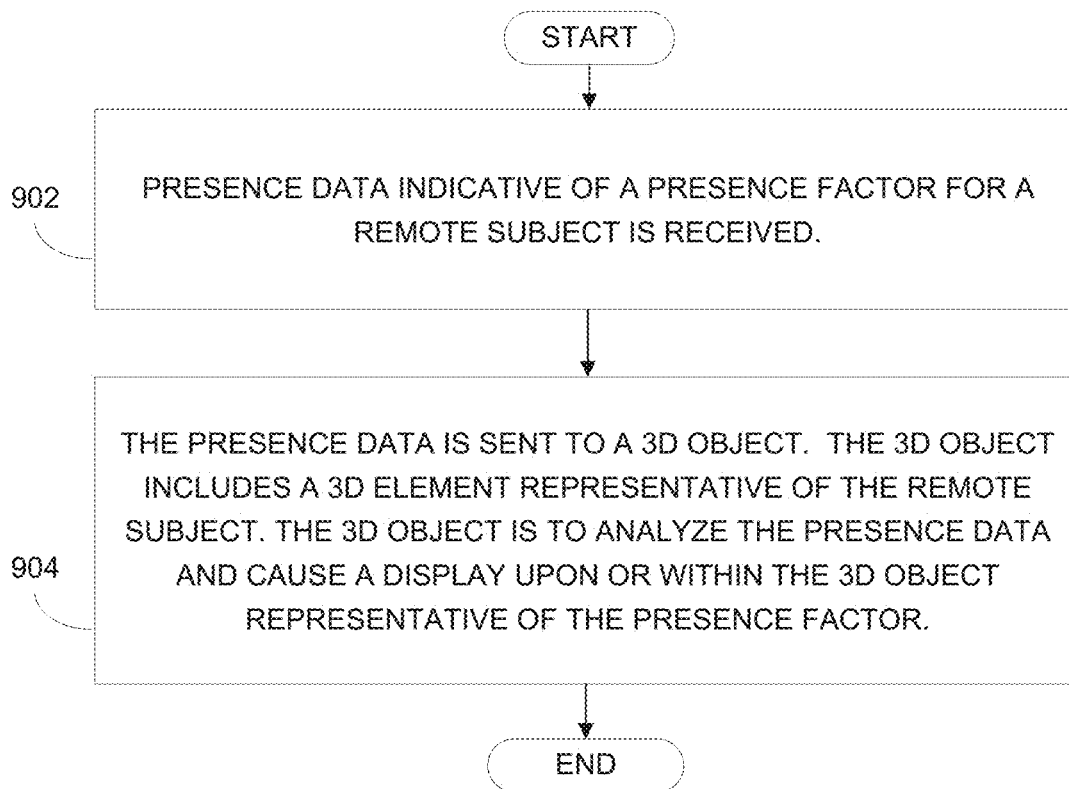 START
902
PRESENCE DATA INDICATIVE OF A PRESENCE FACTOR FOR A
REMOTE SUBJECT IS RECEIVED.
904
THE PRESENCE DATA IS SENT TO A 3D OBJECT. THE 3D OBJECT
INCLUDES A 3D ELEMENT REPRESENTATIVE OF THE REMOTE
SUBJECT. THE 3D OBJECT IS TO ANALYZE THE PRESENCE DATA
AND CAUSE A DISPLAY UPON OR WITHIN THE 3D OBJECT
REPRESENTATIVE OF THE PRESENCE FACTOR.
END